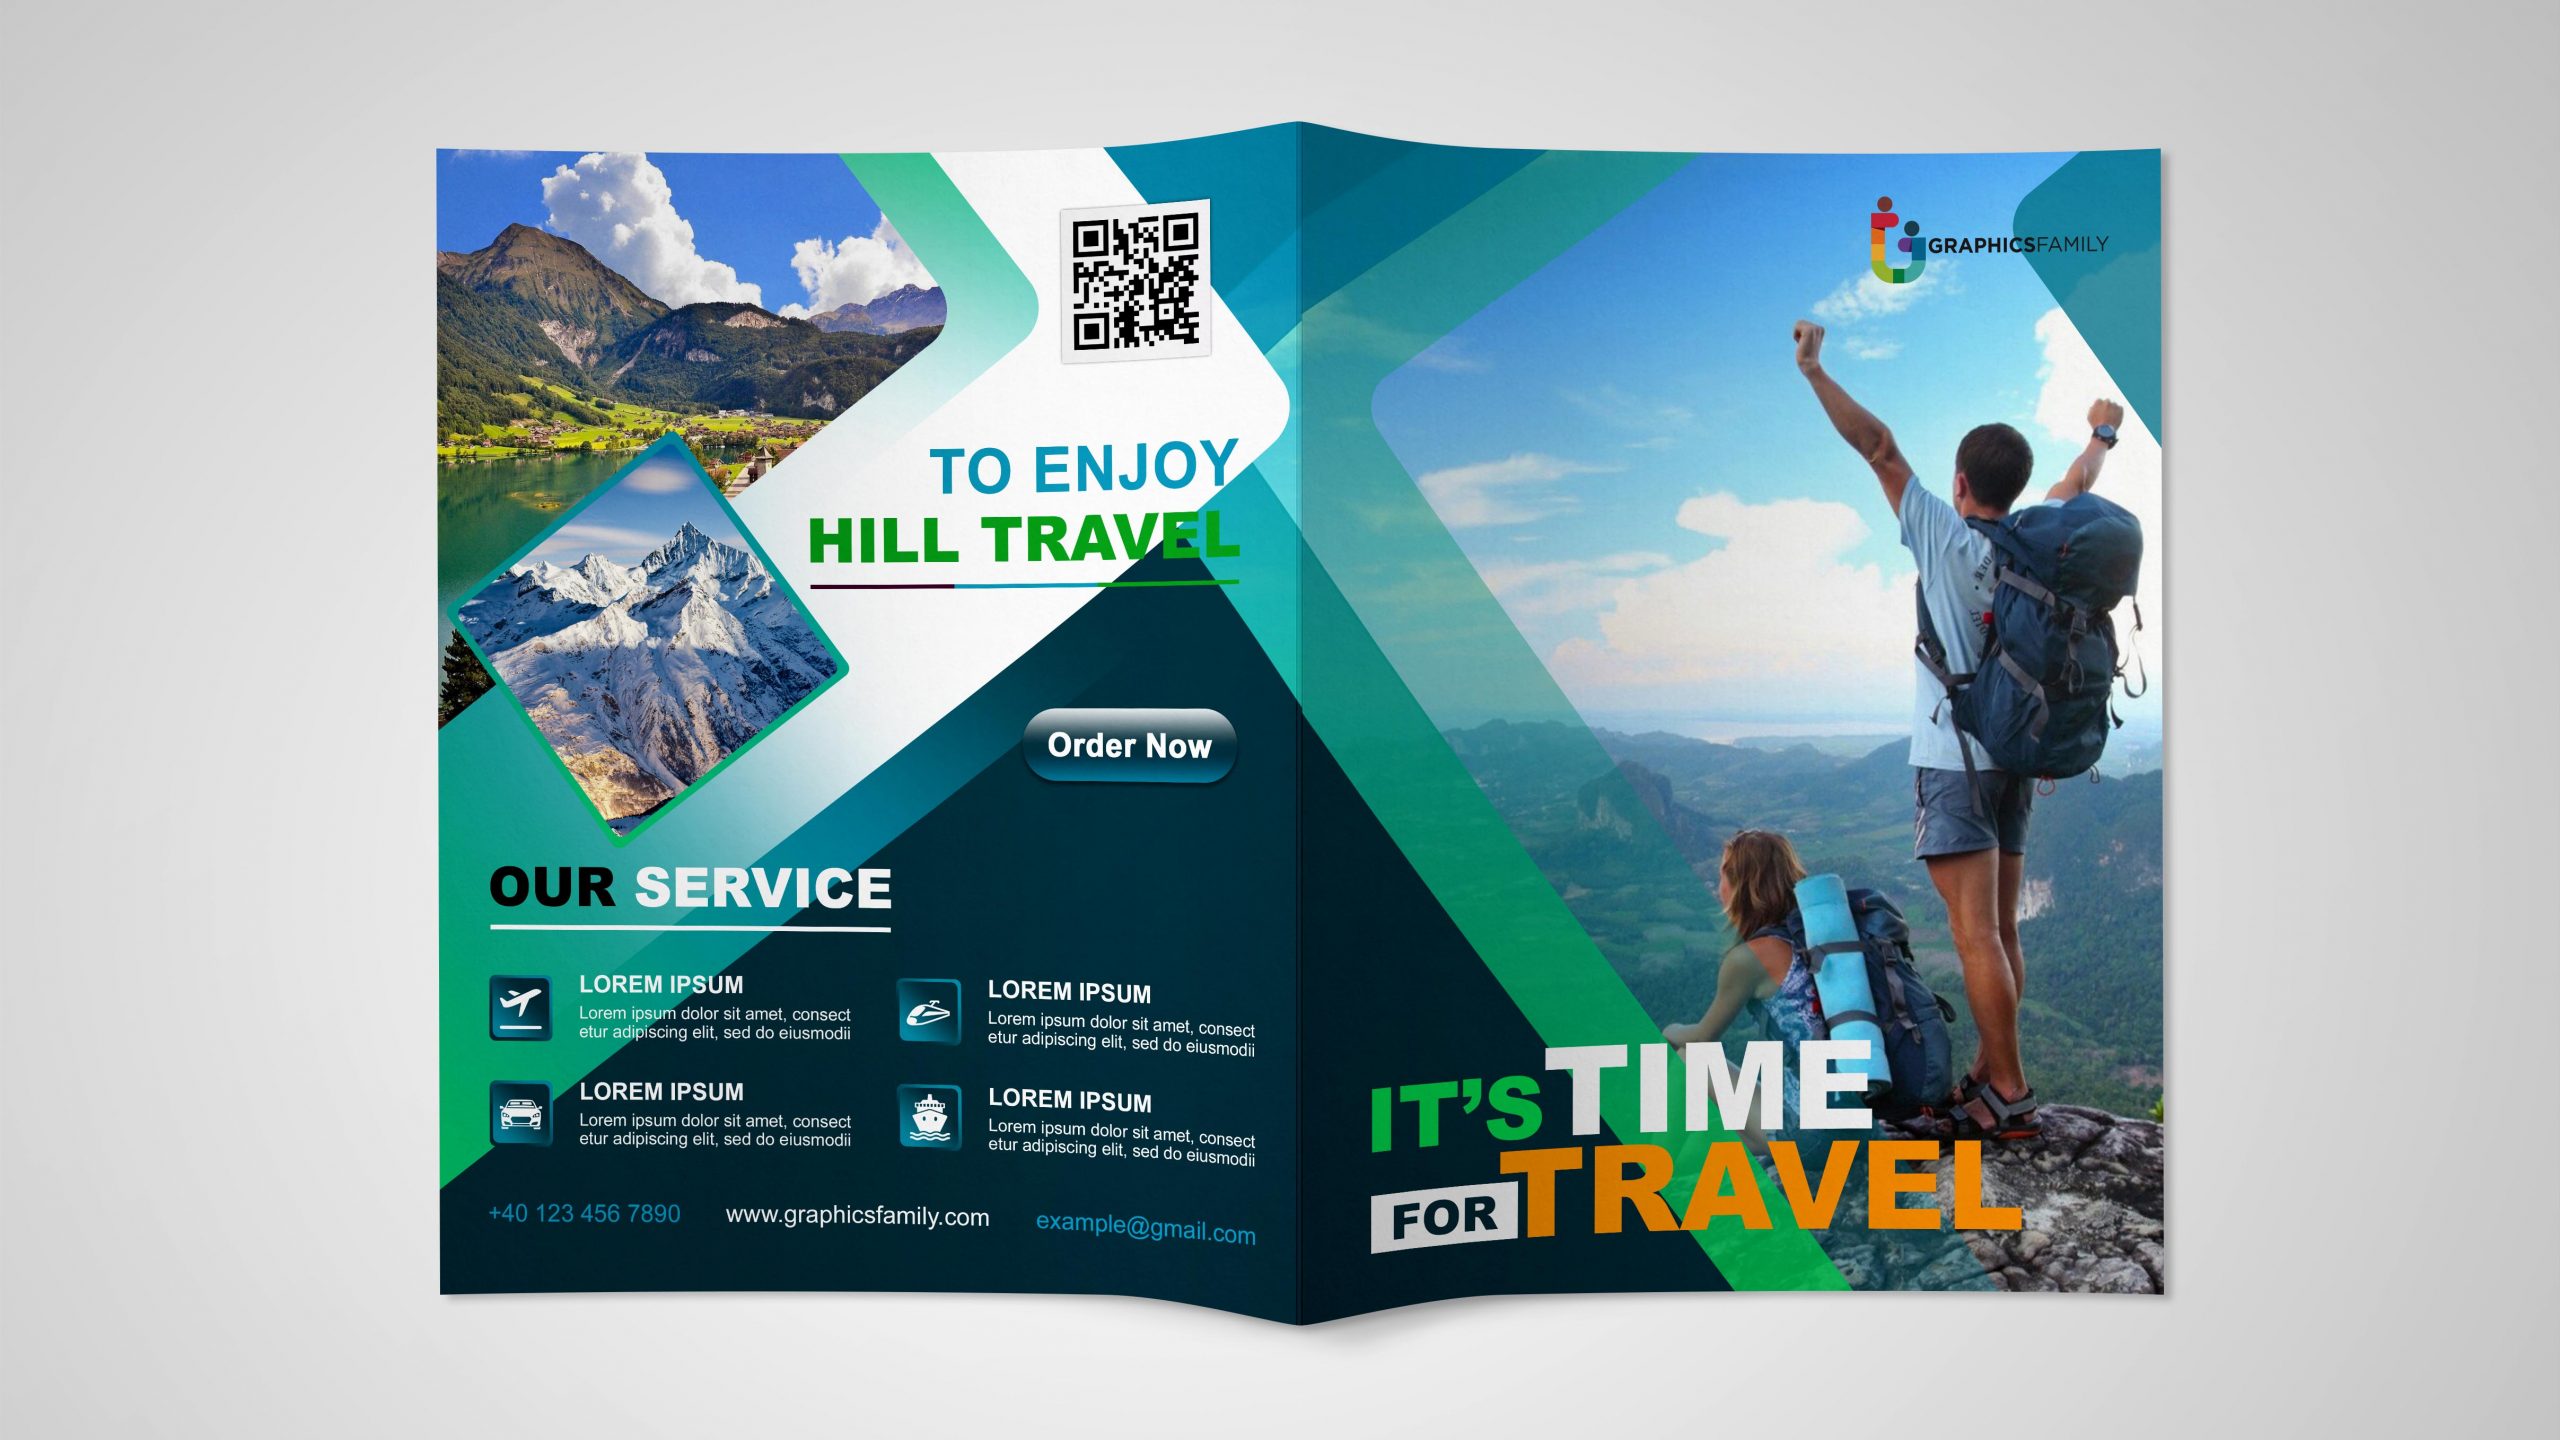 TO ENJOY
HILL TRAVEL
Order Now
OUR SERVICE
LOREM IPSUM
Lorem ipsum dolor sit amet, consect
etur adipiscing elit, sed do eiusmodii
LOREM IPSUM
Lorem ipsum dolor sit amet, consect
etur adipiscing elit, sed do eiusmodii
LOREM IPSUM
Lorem ipsum dolor sit amet, consect
etur adipiscing elit, sed do eiusmodii
LOREM IPSUM
Lorem ipsum dolor sit amet, consect
etur adipiscing elit, sed do eiusmodii
+40 123 456 7890 www.graphicsfamily.com example@gmail.com
GRAPHICSFAMILY
IT'S TIME
FOR TRAVEL